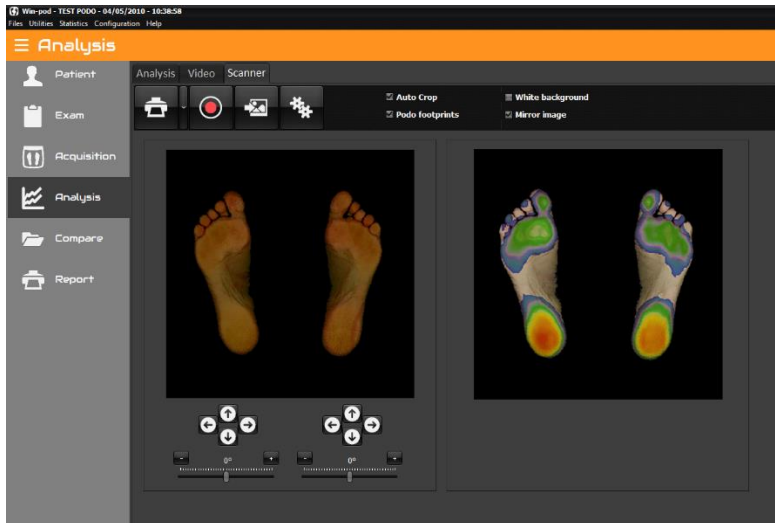 Win-pod - TEST PODO - 04/05/2010 - 10:38:58
Files Utilities Statistics Configuration Help
Analysis
Patient
Exam
Acquisition
Analysis
Compare
Report
Analysis Video Scanner
Auto Crop
White background
Podo footprints
Mirror image
- 0° +
- 0° +